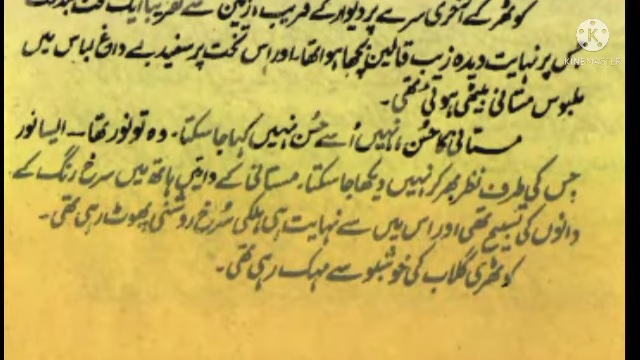 کوٹھڑی کے آخری سرے پر دیوار کے قریب، زمین سے تقریباً ایک فٹ بلند تخت
جس پر نہایت دیدہ زیب قالین بچھا ہوا تھا۔ اور اس تخت پر سفید بے داغ لباس میں
ملبوس مستانی بیٹھی ہوئی تھی۔
مستانی کا حسن، نہیں اُسے حُسن نہیں کہا جا سکتا۔ وہ تو نور تھا — ایسا نور
جس کی طرف نظر بھر کر نہیں دیکھا جا سکتا۔ مستانی کے دائیں ہاتھ میں سرخ رنگ کے
دانوں کی تسبیح تھی اور اس میں سے نہایت ہی ہلکی سُرخ روشنی پھوٹ رہی تھی۔
کوٹھڑی گلاب کی خوشبو سے مہک رہی تھی۔
KINEMASTER